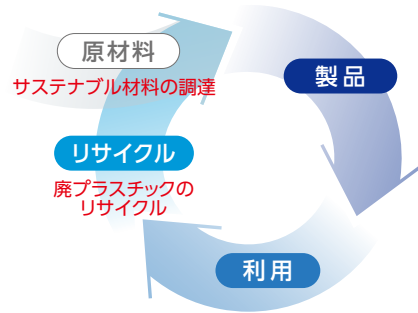 原材料
サステナブル材料の調達
製品
リサイクル
廃プラスチックの
リサイクル
利用